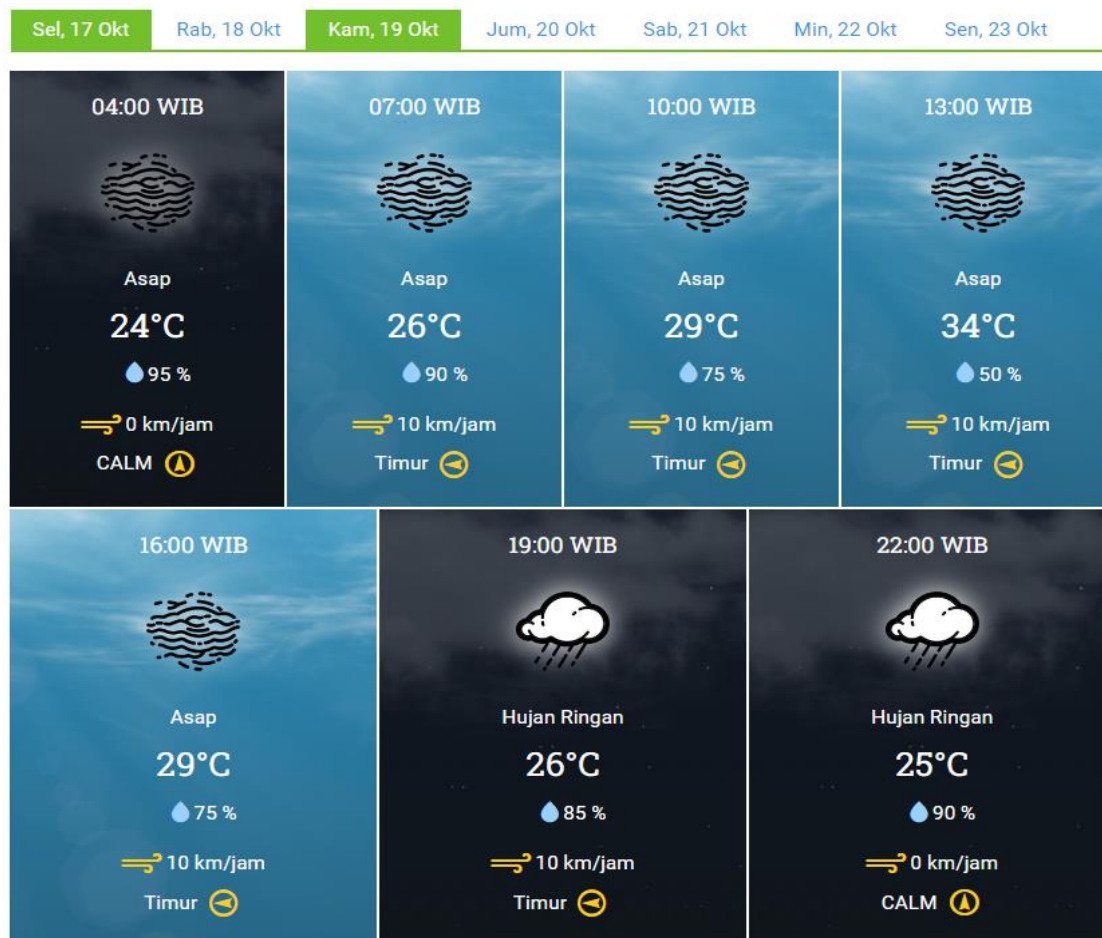 Sel, 17 Okt Rab, 18 Okt Kam, 19 Okt Jum, 20 Okt Sab, 21 Okt Min, 22 Okt Sen, 23 Okt
04:00 WIB
Asap
24°C
95 %
0 km/jam
CALM
07:00 WIB
Asap
26°C
90 %
10 km/jam
Timur
10:00 WIB
Asap
29°C
75 %
10 km/jam
Timur
13:00 WIB
Asap
34°C
50 %
10 km/jam
Timur
16:00 WIB
Asap
29°C
75 %
10 km/jam
Timur
19:00 WIB
Hujan Ringan
26°C
85 %
10 km/jam
Timur
22:00 WIB
Hujan Ringan
25°C
90 %
0 km/jam
CALM